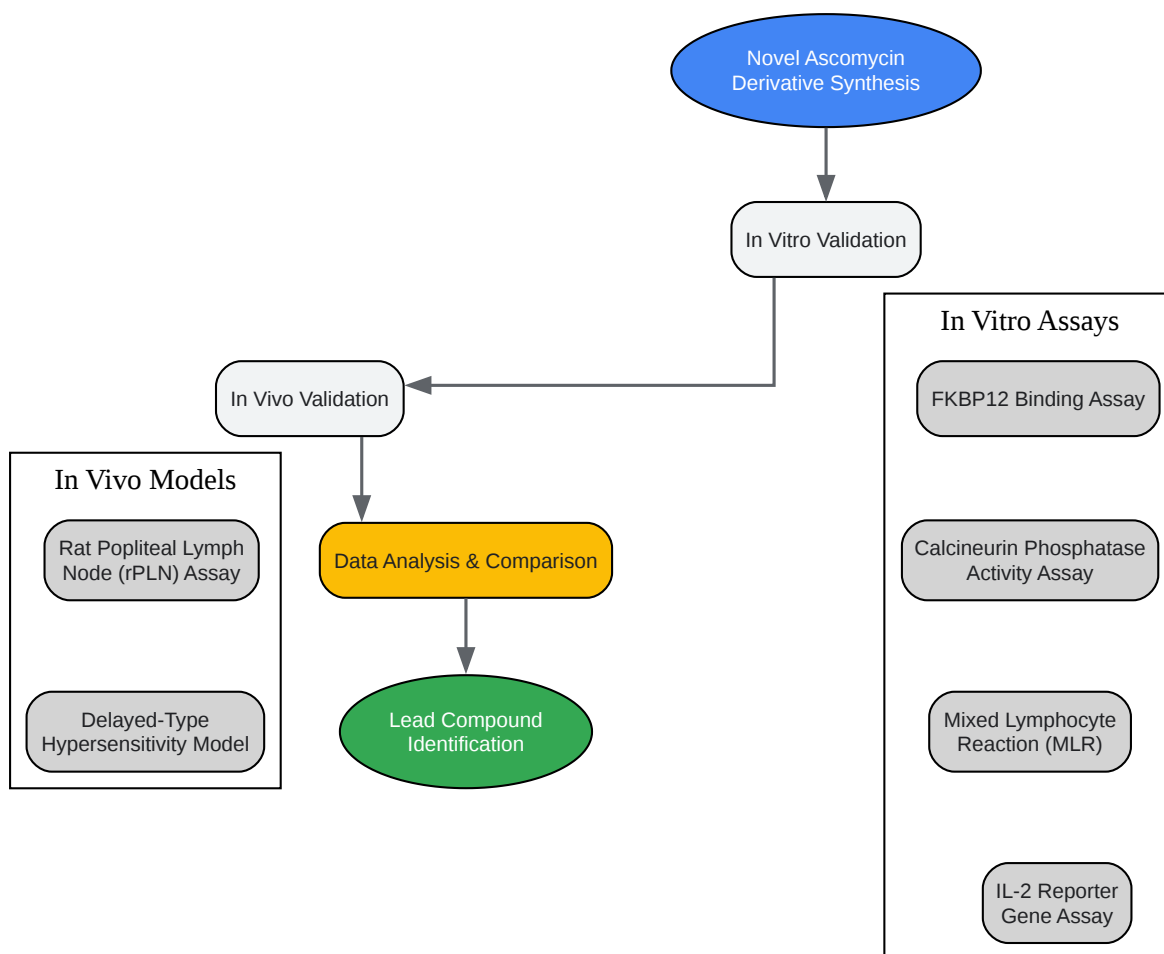 Novel Ascomycin
Derivative Synthesis
In Vitro Validation
In Vivo Validation
In Vivo Models
Rat Popliteal Lymph
Node (rPLN) Assay
Delayed-Type
Hypersensitivity Model
Data Analysis & Comparison
Lead Compound
Identification
In Vitro Assays
FKBP12 Binding Assay
Calcineurin Phosphatase
Activity Assay
Mixed Lymphocyte
Reaction (MLR)
IL-2 Reporter
Gene Assay